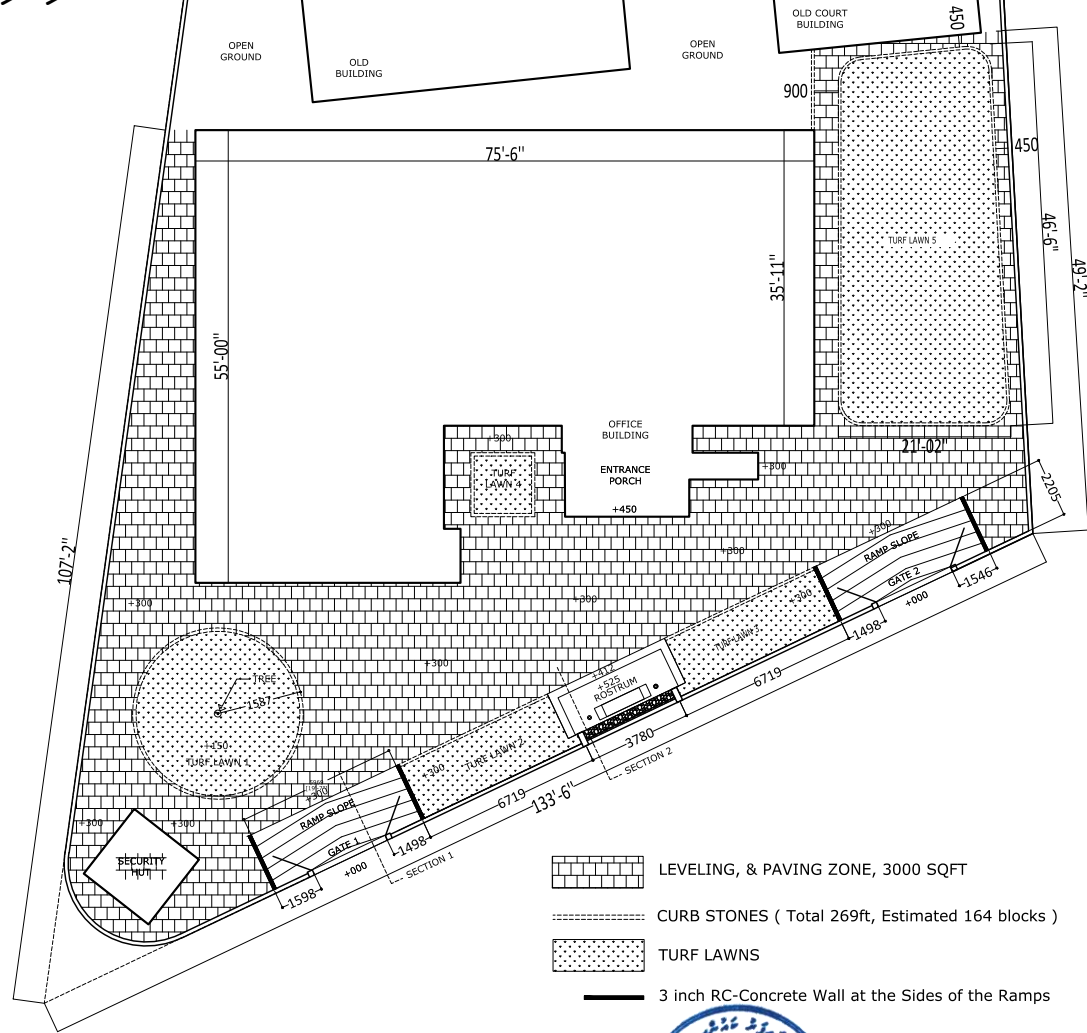 OPEN
GROUND
OLD
BUILDING
OPEN
GROUND
OLD COURT
BUILDING
450
900
450
75'-6"
TURF LAWN 5
46'-6"
49'-2"
35'-11"
55'-00"
OFFICE
BUILDING
ENTRANCE
PORCH
+450
+300
TURF
LAWN 4
+300
21'-02"
2205
+300
RAMP SLOPE
GATE 2
+000
1546
1498
+300
+300
107'-2"
+300
+300
TURF LAWN 3
6719
+300
+412
+525
ROSTRUM
3780
SECTION 2
TREE
1587
+150
TURF LAWN 1
TURF LAWN 2
+300
6719
133'-6"
+300
RAMP SLOPE
GATE 1
+000
1498
SECTION 1
1598
+300
+300
SECURITY
HUT
LEVELING, & PAVING ZONE, 3000 SQFT
CURB STONES ( Total 269ft, Estimated 164 blocks )
TURF LAWNS
3 inch RC-Concrete Wall at the Sides of the Ramps